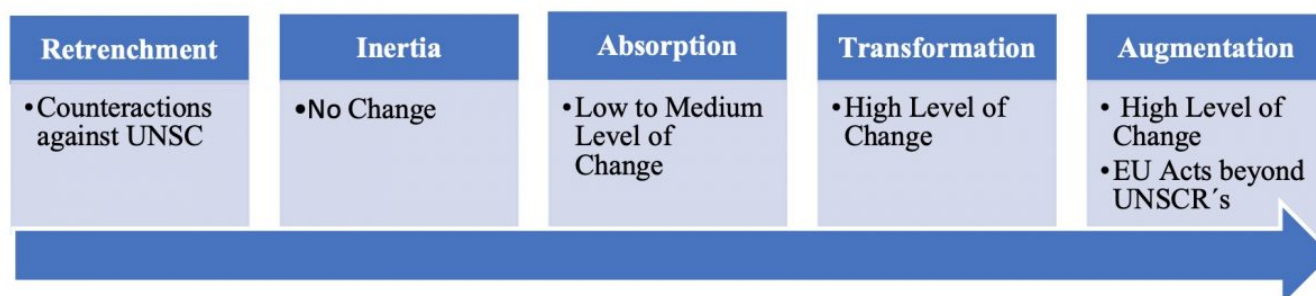 Retrenchment
•Counteractions
against UNSC
Inertia
•No Change
Absorption
•Low to Medium
Level of
Change
Transformation
•High Level of
Change
Augmentation
• High Level of
Change
•EU Acts beyond
UNSCR´s